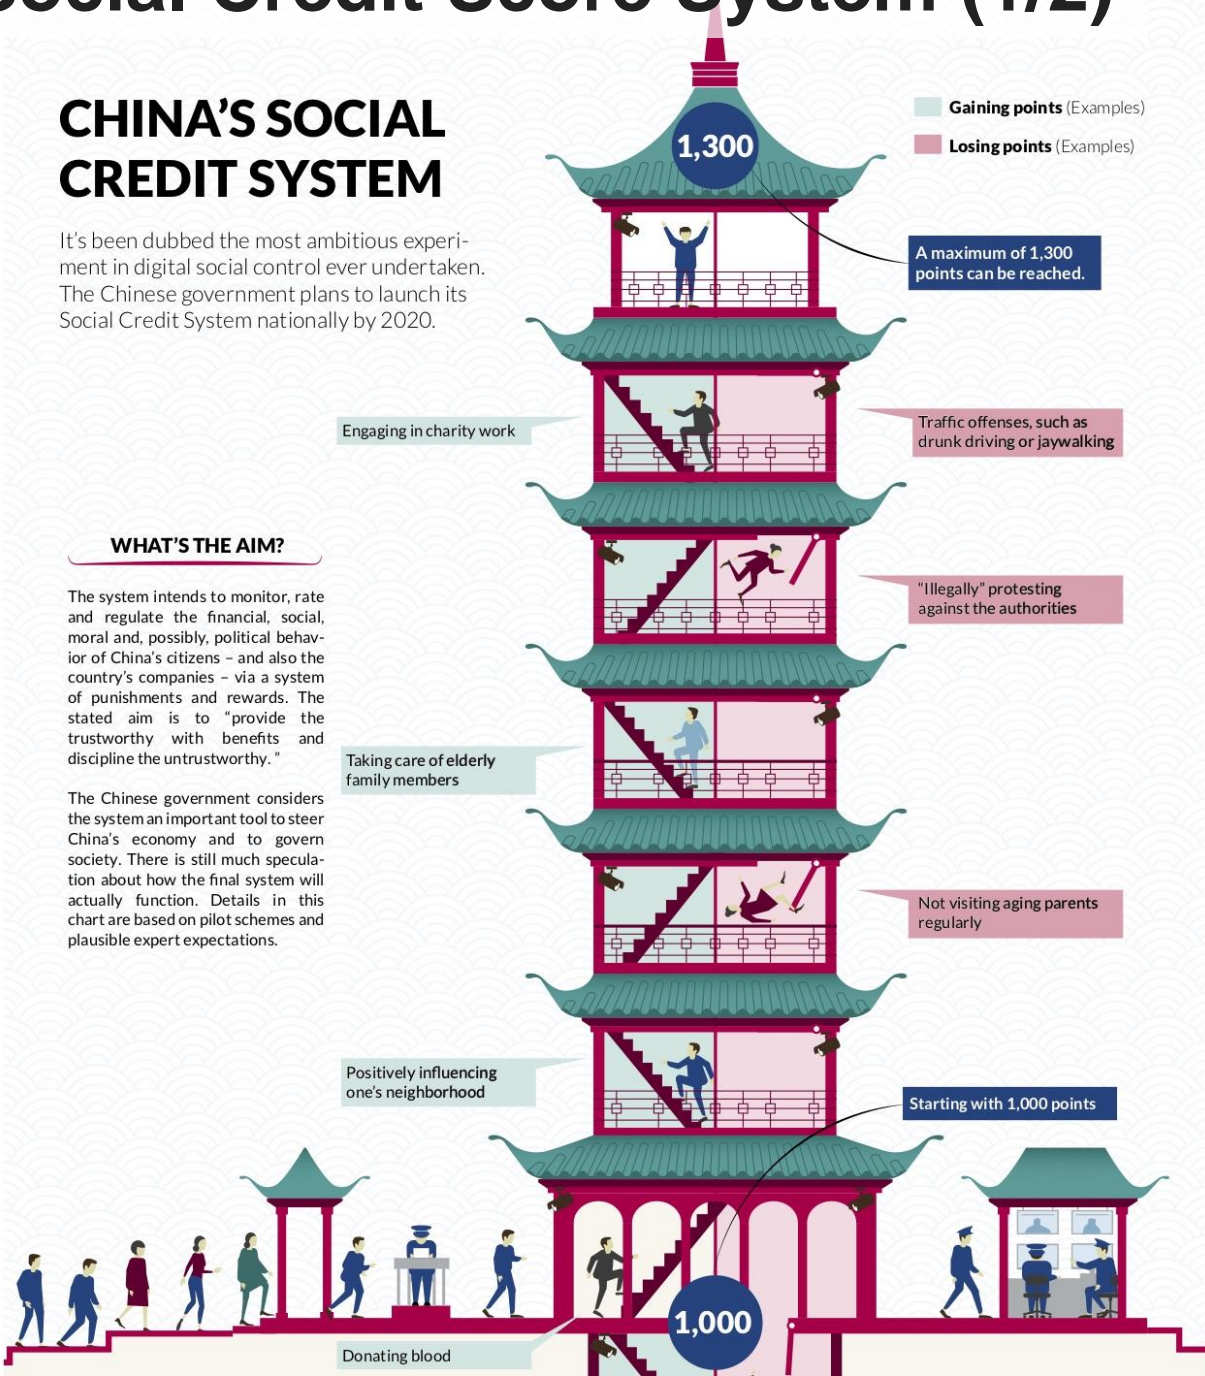 Social Credit Score System (1/2)
CHINA'S SOCIAL
CREDIT SYSTEM
It's been dubbed the most ambitious experi-
ment in digital social control ever undertaken.
The Chinese government plans to launch its
Social Credit System nationally by 2020.
Gaining points (Examples)
Losing points (Examples)
1,300
A maximum of 1,300
points can be reached.
Engaging in charity work
Traffic offenses, such as
drunk driving or jaywalking
WHAT'S THE AIM?
The system intends to monitor, rate
and regulate the financial, social,
moral and, possibly, political behav-
ior of China's citizens – and also the
country's companies – via a system
of punishments and rewards. The
stated aim is to “provide the
trustworthy with benefits and
discipline the untrustworthy. ”
The Chinese government considers
the system an important tool to steer
China's economy and to govern
society. There is still much specula-
tion about how the final system will
actually function. Details in this
chart are based on pilot schemes and
plausible expert expectations.
“Illegally” protesting
against the authorities
Taking care of elderly
family members
Not visiting aging parents
regularly
Positively influencing
one's neighborhood
Starting with 1,000 points
1,000
Donating blood